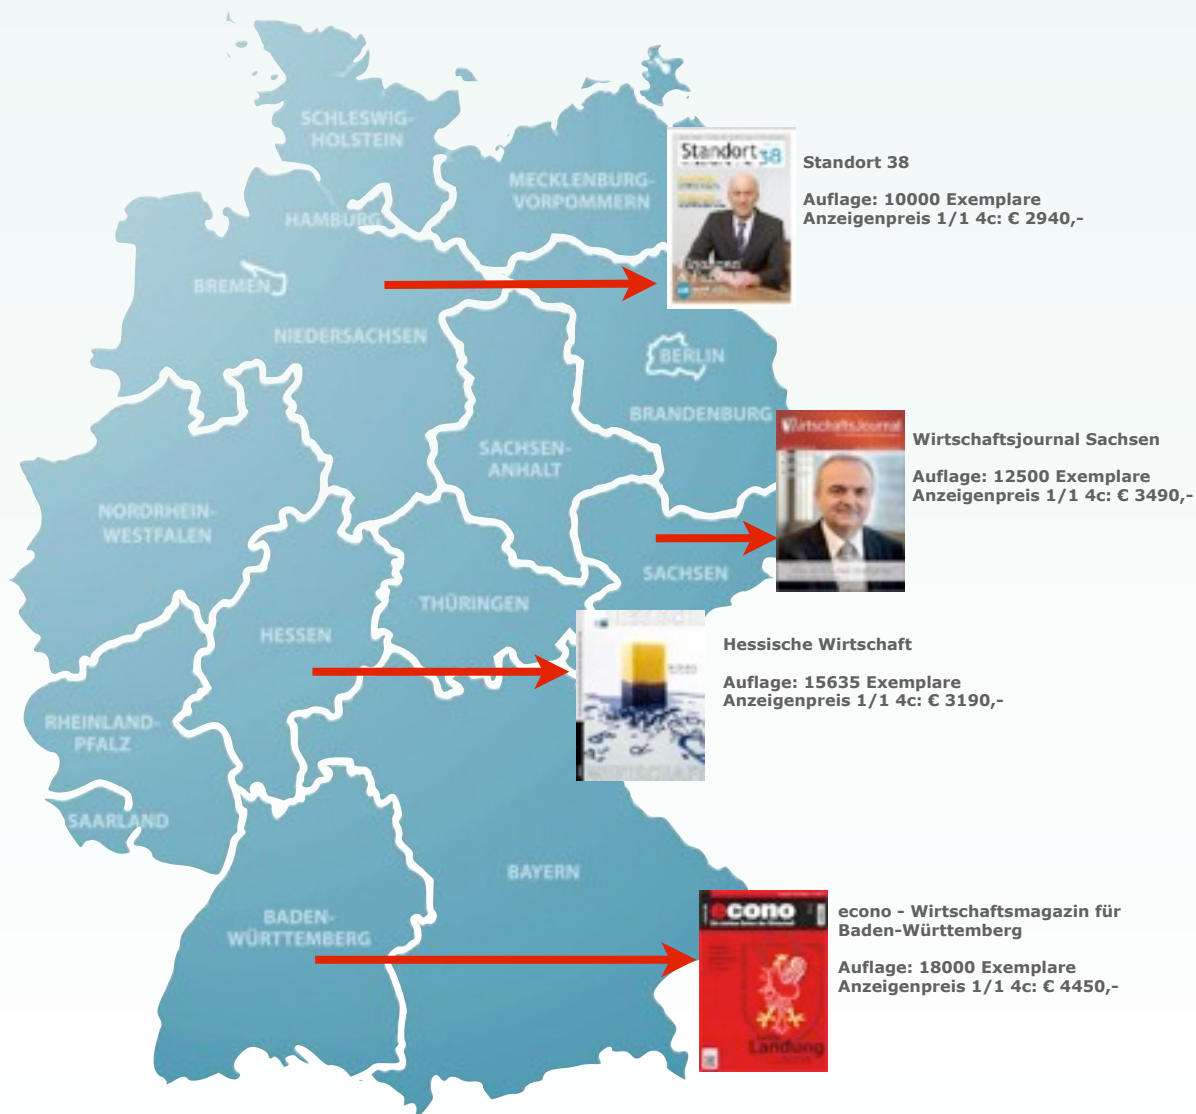 SCHLESWIG-
HOLSTEIN
MECKLENBURG-
VORPOMMERN
HAMBURG
BREMEN
NIEDERSACHSEN
BERLIN
BRANDENBURG
SACHSEN-
ANHALT
NORDRHEIN-
WESTFALEN
SACHSEN
THÜRINGEN
HESSEN
RHEINLAND-
PFALZ
SAARLAND
BAYERN
BADEN-
WÜRTTEMBERG
Standort 38
Standort 38
Auflage: 10000 Exemplare
Anzeigenpreis 1/1 4c: € 2940,-
WirtschaftsJournal
Wirtschaftsjournal Sachsen
Auflage: 12500 Exemplare
Anzeigenpreis 1/1 4c: € 3490,-
Hessische Wirtschaft
Auflage: 15635 Exemplare
Anzeigenpreis 1/1 4c: € 3190,-
econo
Landung
econo - Wirtschaftsmagazin für
Baden-Württemberg
Auflage: 18000 Exemplare
Anzeigenpreis 1/1 4c: € 4450,-